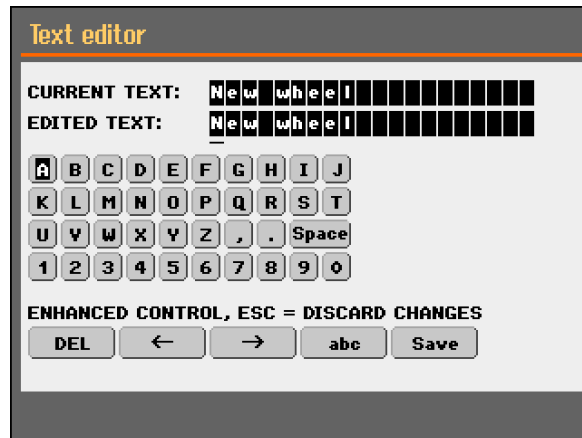 Text editor
CURRENT TEXT: New wheel
EDITED TEXT: New wheel
A B C D E F G H I J
K L M N O P Q R S T
U V W X Y Z , . Space
1 2 3 4 5 6 7 8 9 0
ENHANCED CONTROL, ESC = DISCARD CHANGES
DEL ← → abc Save